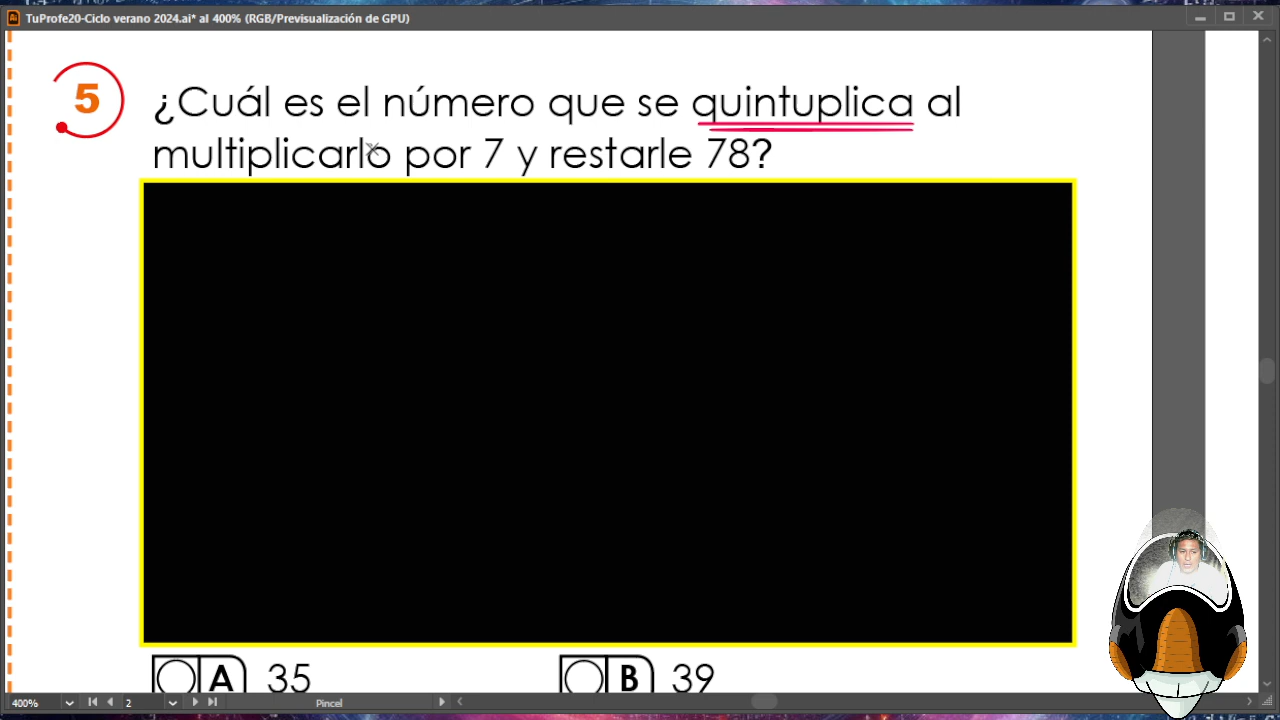 TuProfe20-Ciclo verano 2024.ai* al 400% (RGB/Previsualización de GPU)
5
¿Cuál es el número que se quintuplica al
multiplicarlo por 7 y restarle 78?
A 35
B 39
400%
2
Pincel